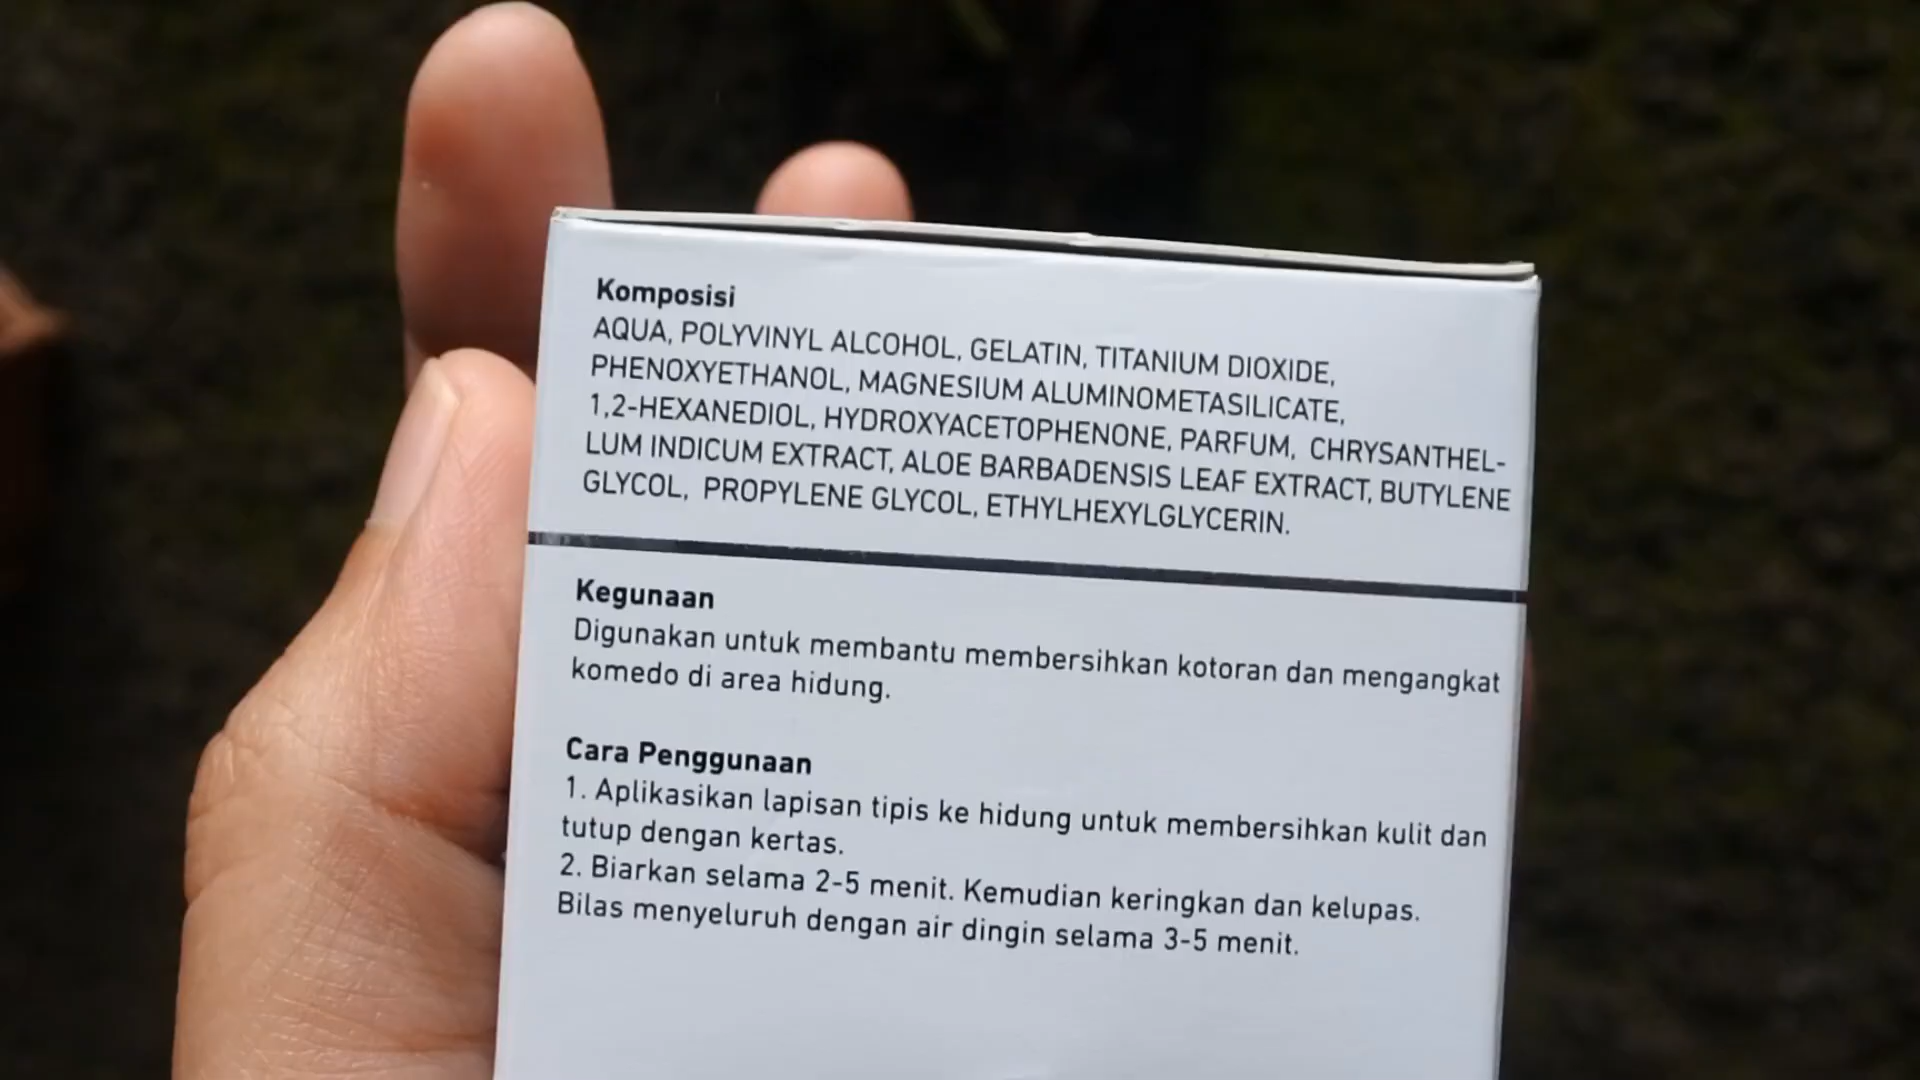 Komposisi
AQUA, POLYVINYL ALCOHOL, GELATIN, TITANIUM DIOXIDE,
PHENOXYETHANOL, MAGNESIUM ALUMINOMETASILICATE,
1,2-HEXANEDIOL, HYDROXYACETOPHENONE, PARFUM, CHRYSANTHEL-
LUM INDICUM EXTRACT, ALOE BARBADENSIS LEAF EXTRACT, BUTYLENE
GLYCOL, PROPYLENE GLYCOL, ETHYLHEXYLGLYCERIN.
Kegunaan
Digunakan untuk membantu membersihkan kotoran dan mengangkat
komedo di area hidung.
Cara Penggunaan
1. Aplikasikan lapisan tipis ke hidung untuk membersihkan kulit dan
tutup dengan kertas.
2. Biarkan selama 2-5 menit. Kemudian keringkan dan kelupas.
Bilas menyeluruh dengan air dingin selama 3-5 menit.